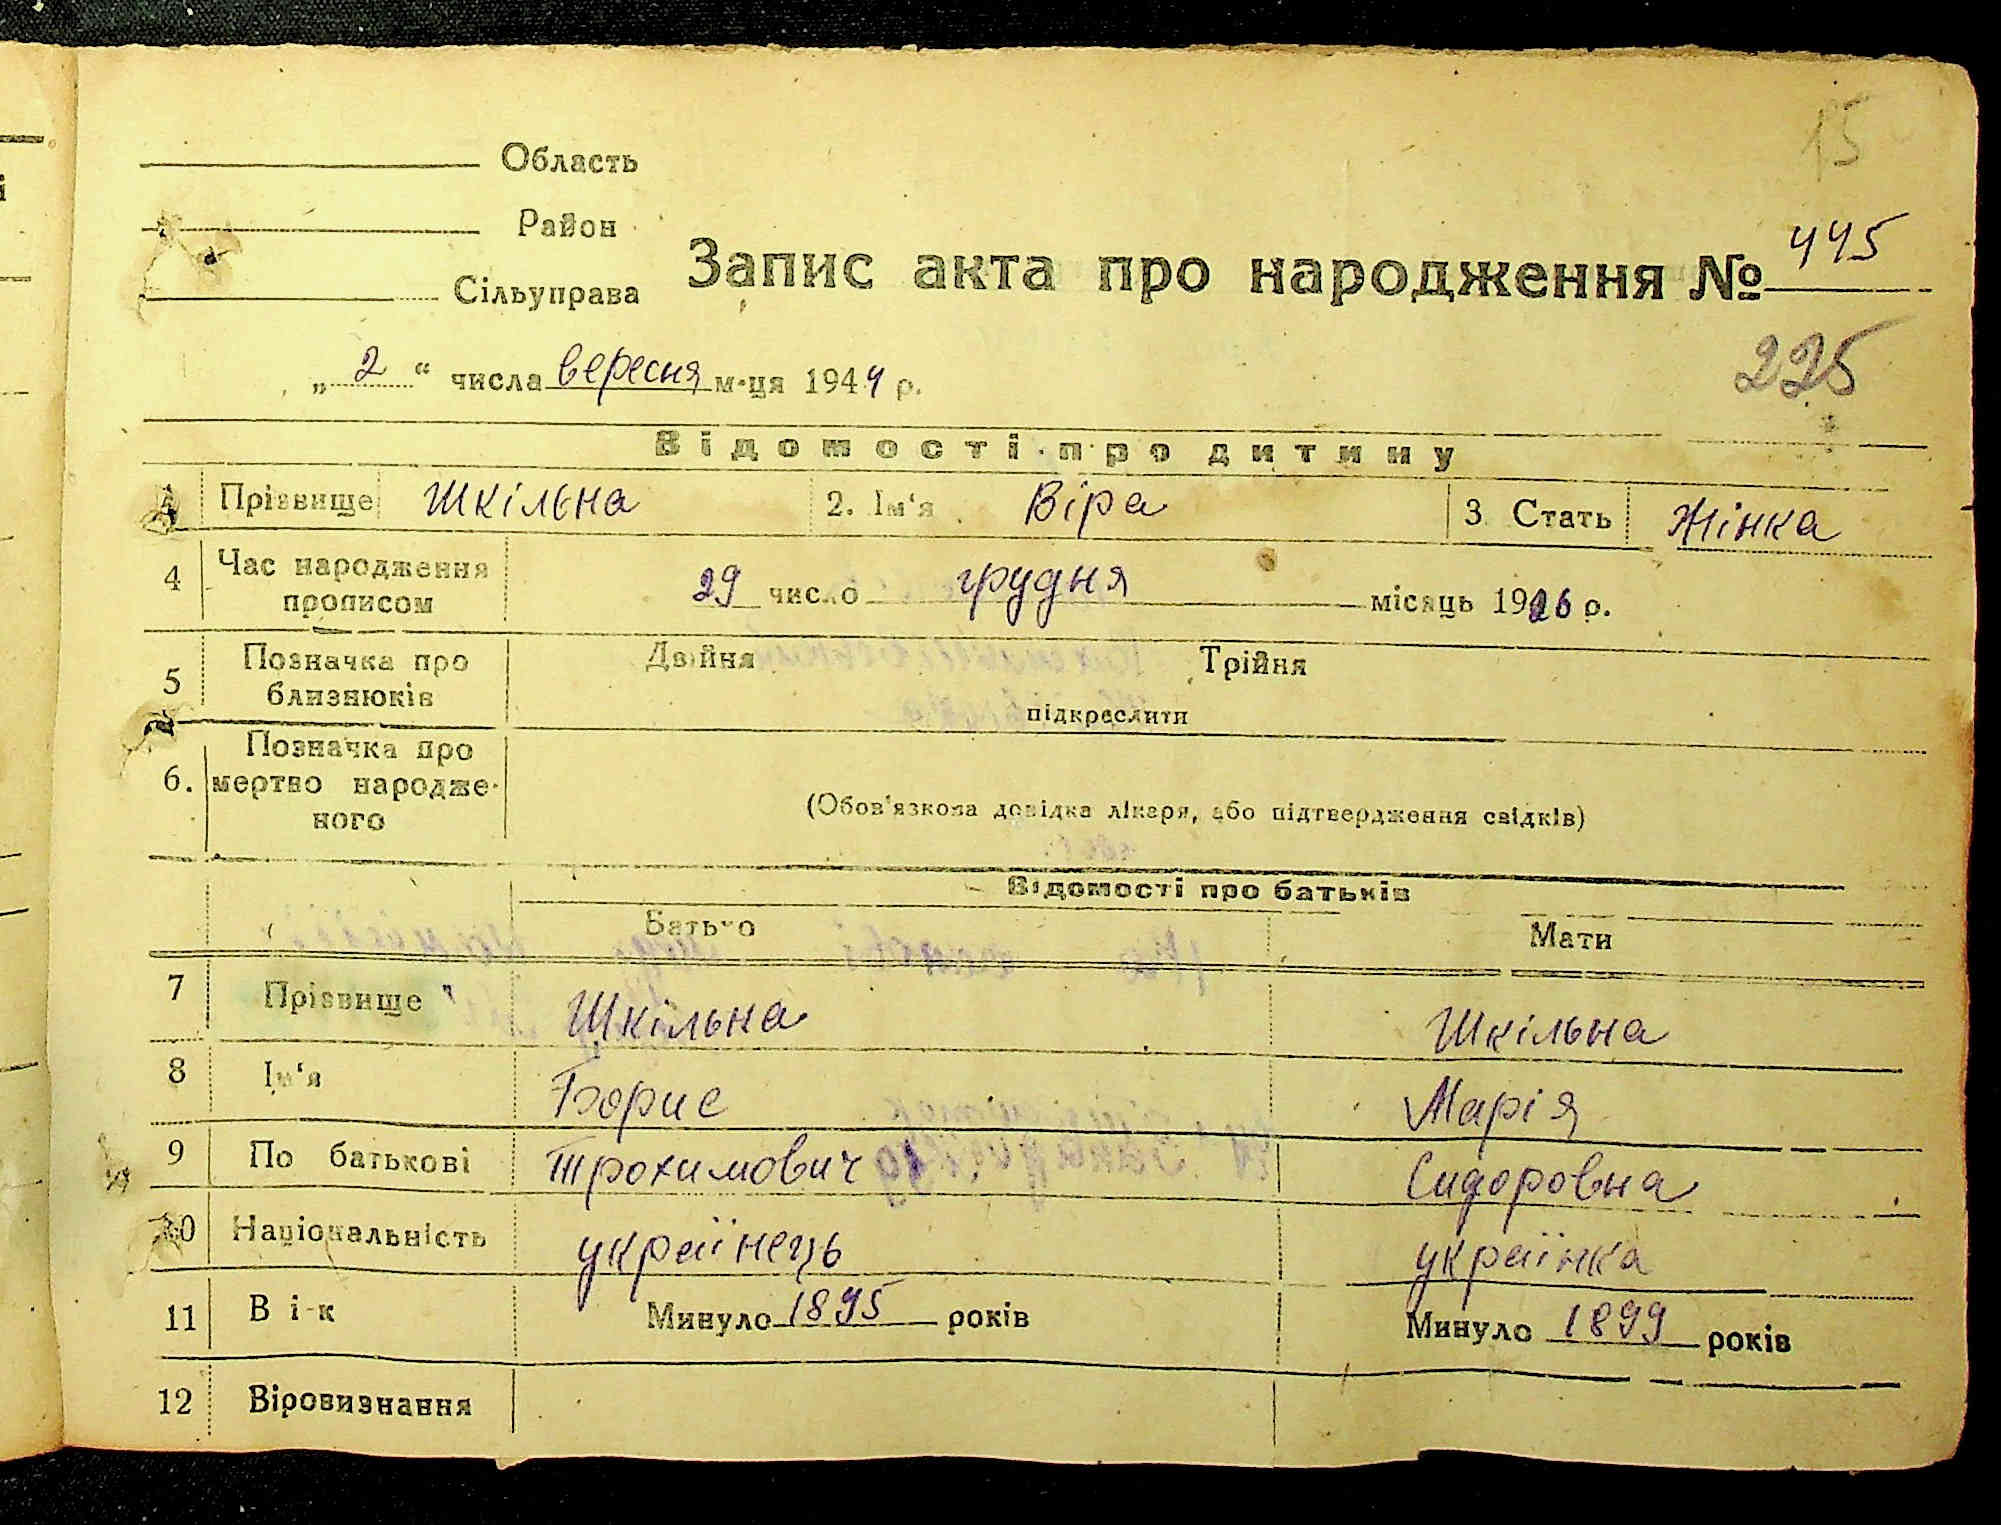 15
Область
Район
Сільуправа
Запис акта про народження № 445
225
„ 2 “ числа вересня м-ця 1944 р.
Відомості про дитину
1 Прізвище Шкільна 2. Ім'я Віра 3. Стать Жінка
4 Час народження прописом 29 число грудня місяць 1926 р.
5 Позначка про близнюків Двійня Трійня
підкреслити
6. Позначка про мертво народже-ного
(Обов'язкова довідка лікаря, або підтвердження свідків)
Відомості про батьків
Батько Мати
7 Прізвище Шкільна Шкільна
8 Ім'я Борис Марія
9 По батькові Трохимович Сидоровна
10 Національність українець українка
11 В і-к Минуло 1895 років Минуло 1899 років
12 Віровизнання